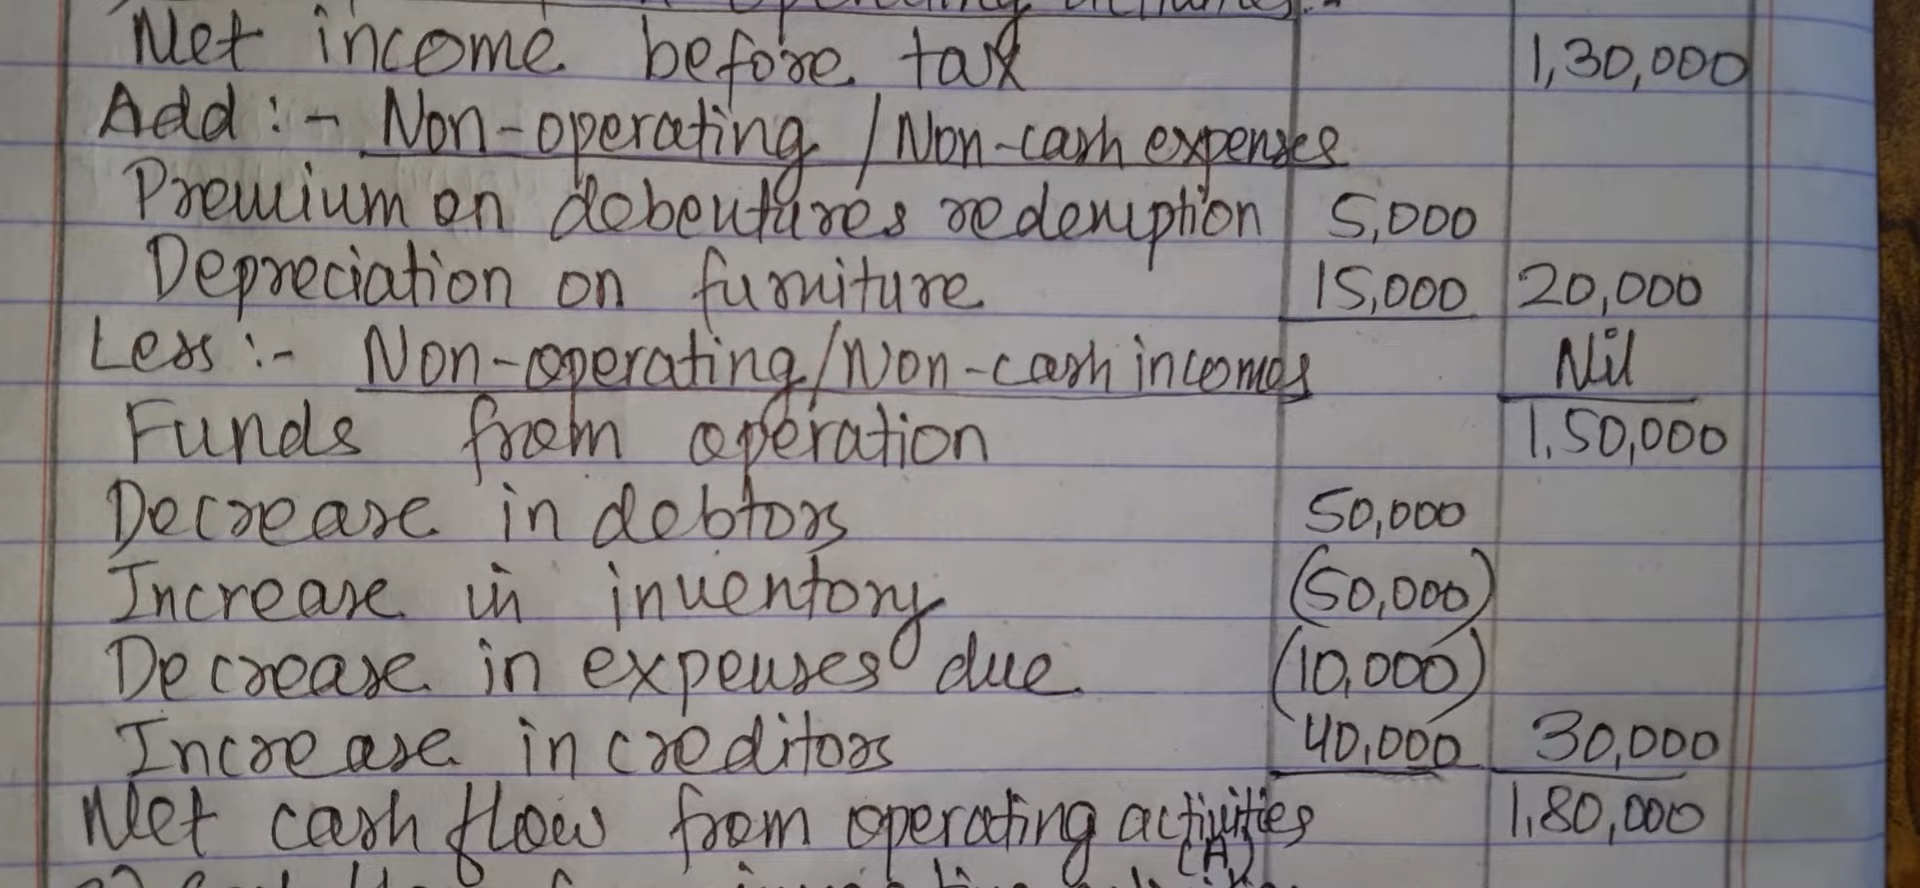 operating activities:-
Net income before tax 1,30,000
Add :- Non-operating / Non-cash expenses
Premium on debentures redemption 5,000
Depreciation on furniture 15,000 20,000
Less :- Non-operating/Non-cash incomes Nil
Funds from operation 1,50,000
Decrease in debtors 50,000
Increase in inventory (50,000)
Decrease in expenses due (10,000)
Increase in creditors 40,000 30,000
Net cash flow from operating activities 1,80,000
(A)